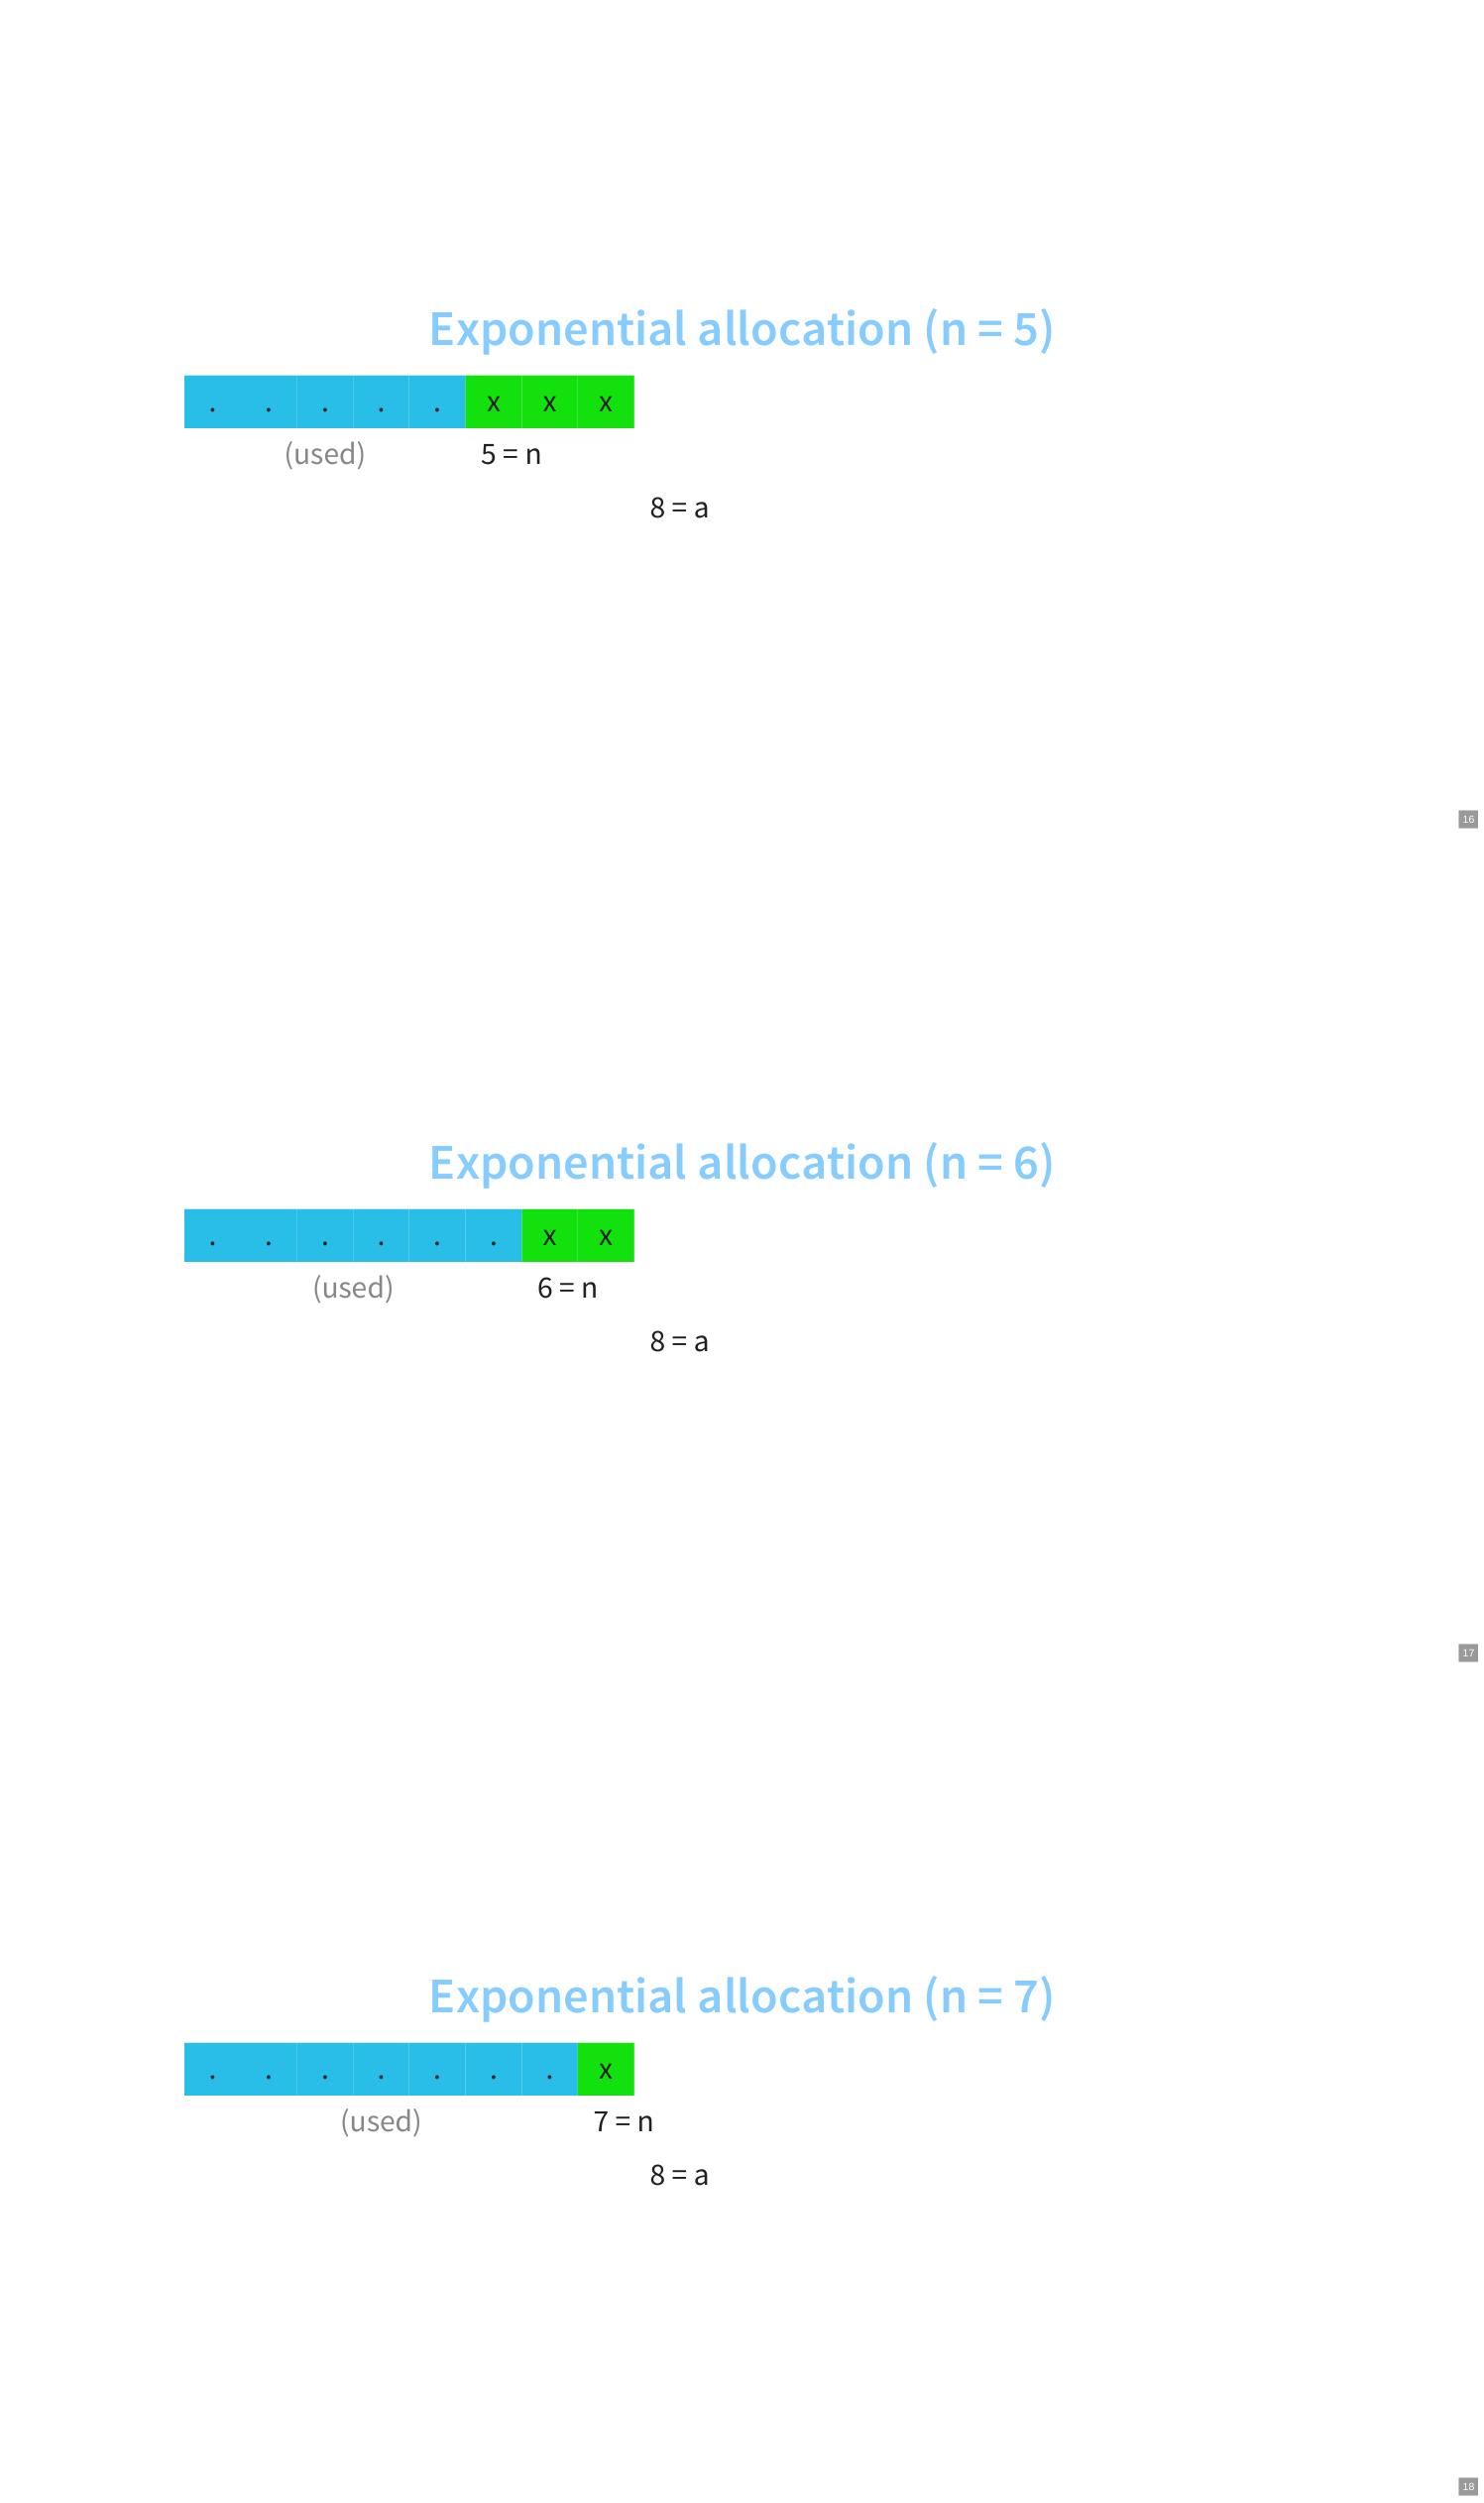 Exponential allocation (n = 5)
. . . . . x x x
(used) 5 = n
8 = a
16
Exponential allocation (n = 6)
. . . . . . x x
(used) 6 = n
8 = a
17
Exponential allocation (n = 7)
. . . . . . . x
(used) 7 = n
8 = a
18